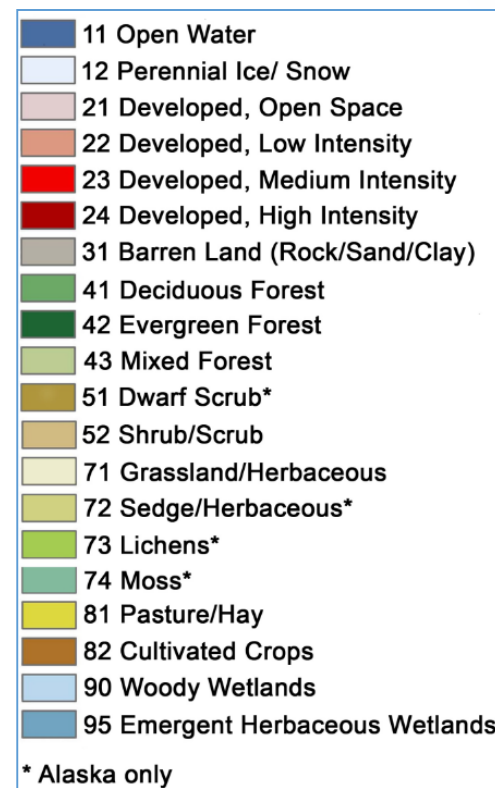 11 Open Water
12 Perennial Ice/ Snow
21 Developed, Open Space
22 Developed, Low Intensity
23 Developed, Medium Intensity
24 Developed, High Intensity
31 Barren Land (Rock/Sand/Clay)
41 Deciduous Forest
42 Evergreen Forest
43 Mixed Forest
51 Dwarf Scrub*
52 Shrub/Scrub
71 Grassland/Herbaceous
72 Sedge/Herbaceous*
73 Lichens*
74 Moss*
81 Pasture/Hay
82 Cultivated Crops
90 Woody Wetlands
95 Emergent Herbaceous Wetlands
* Alaska only